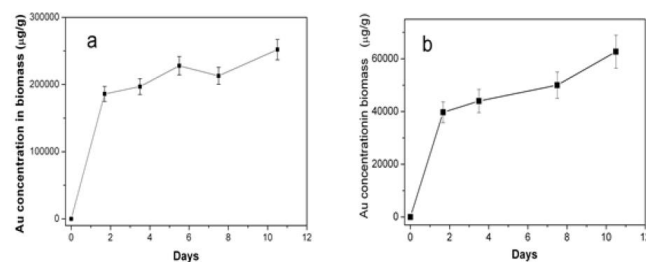 a
Au concentration in biomass (µg/g)
300000
200000
100000
0
0 2 4 6 8 10 12
Days
b
Au concentrationin biomass (µg/g)
60000
40000
20000
0
0 2 4 6 8 10 12
Days